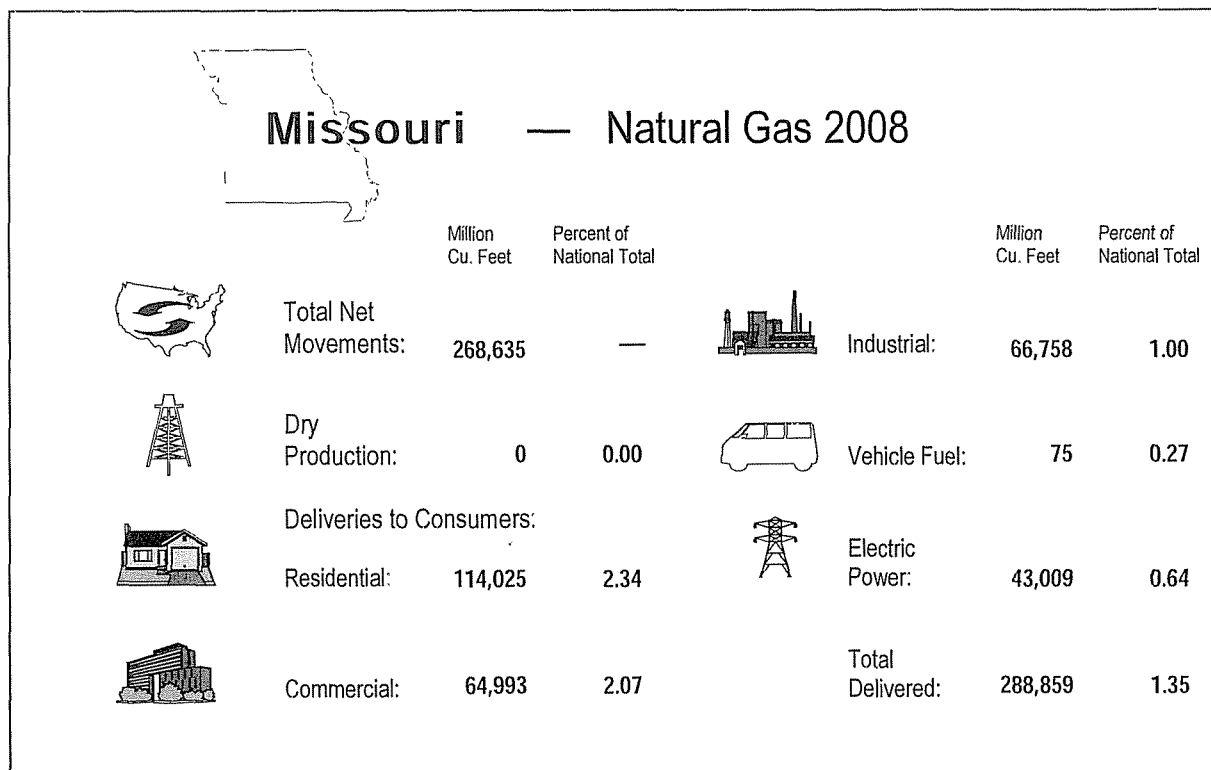 Missouri — Natural Gas 2008
Million Cu. Feet
Percent of National Total
Total Net Movements: 268,635 —
Dry Production: 0 0.00
Deliveries to Consumers:
Residential: 114,025 2.34
Commercial: 64,993 2.07
Million Cu. Feet
Percent of National Total
Industrial: 66,758 1.00
Vehicle Fuel: 75 0.27
Electric Power: 43,009 0.64
Total Delivered: 288,859 1.35